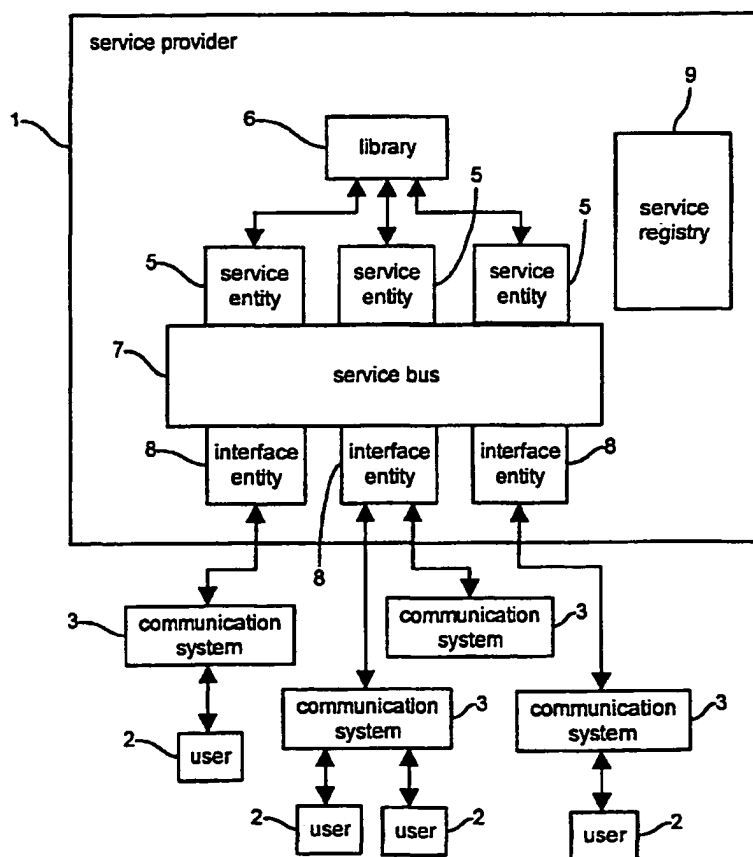 service provider
9
1
6
library
5
5
service
registry
5
service
entity
service
entity
service
entity
7
service bus
8
interface
entity
interface
entity
interface
entity
8
8
3
communication
system
communication
system
3
communication
system
3
communication
system
3
2
user
2
user
user
2
user
2